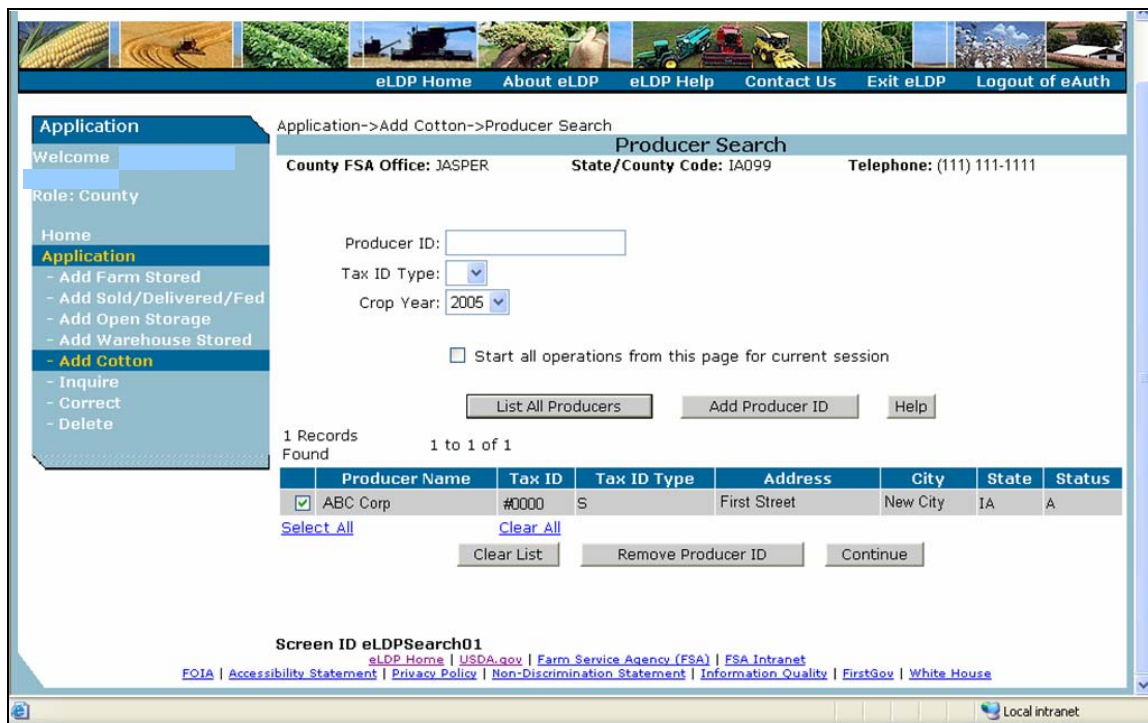 eLDP Home About eLDP eLDP Help Contact Us Exit eLDP Logout of eAuth
Application
Welcome
Role: County
Home
Application
- Add Farm Stored
- Add Sold/Delivered/Fed
- Add Open Storage
- Add Warehouse Stored
- Add Cotton
- Inquire
- Correct
- Delete
Application->Add Cotton->Producer Search
Producer Search
County FSA Office: JASPER State/County Code: IA099 Telephone: (111) 111-1111
Producer ID:
Tax ID Type:
Crop Year: 2005
Start all operations from this page for current session
List All Producers Add Producer ID Help
1 Records
Found
1 to 1 of 1
Producer Name Tax ID Tax ID Type Address City State Status
ABC Corp #0000 S First Street New City IA A
Select All Clear All
Clear List Remove Producer ID Continue
Screen ID eLDPSearch01
eLDP Home | USDA.gov | Farm Service Agency (FSA) | FSA Intranet
FOIA | Accessibility Statement | Privacy Policy | Non-Discrimination Statement | Information Quality | FirstGov | White House
Local intranet